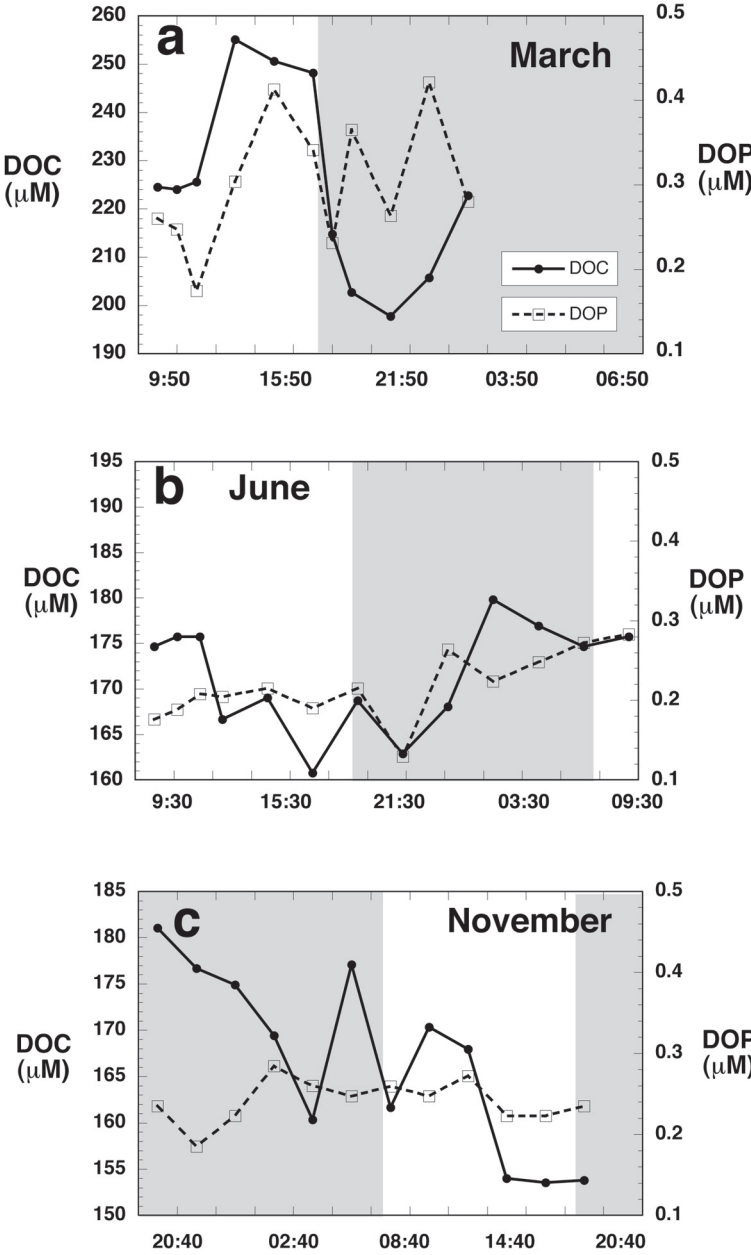 260
250
240
230
220
210
200
190
DOC
(μM)
a
March
0.5
0.4
0.3
0.2
0.1
DOP
(μM)
DOC
DOP
9:50 15:50 21:50 03:50 06:50
195
190
185
180
175
170
165
160
DOC
(μM)
b June
0.5
0.4
0.3
0.2
0.1
DOP
(μM)
9:30 15:30 21:30 03:30 09:30
185
180
175
170
165
160
155
150
DOC
(μM)
c November
0.5
0.4
0.3
0.2
0.1
DOP
(μM)
20:40 02:40 08:40 14:40 20:40